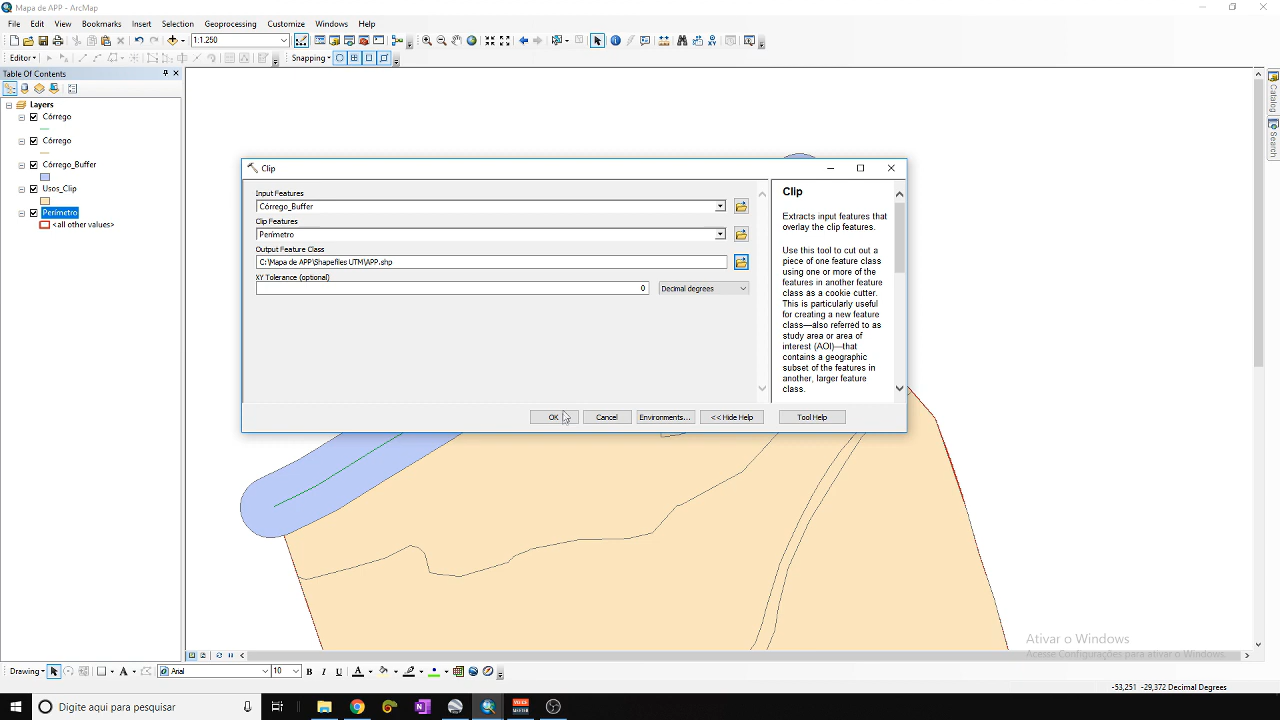 Mapa de APP - ArcMap
File Edit View Bookmarks Insert Selection Geoprocessing Customize Windows Help
1:1.250
Editor Snapping
Table Of Contents
Layers
Córrego
Córrego
Córrego_Buffer
Usos_Clip
Perímetro
<all other values>
Clip
Input Features
Córrego_Buffer
Clip Features
Perímetro
Output Feature Class
C:\Mapa de APP\Shapefiles UTM\APP.shp
XY Tolerance (optional)
0 Decimal degrees
OK Cancel Environments... << Hide Help Tool Help
Clip
Extracts input features that
overlay the clip features.
Use this tool to cut out a
piece of one feature class
using one or more of the
features in another feature
class as a cookie cutter.
This is particularly useful
for creating a new feature
class—also referred to as
study area or area of
interest (AOI)—that
contains a geographic
subset of the features in
another, larger feature
class.
Catalog
Search
Ativar o Windows
Acesse Configurações para ativar o Windows.
Drawing A Arial 10 B I U A
-53,251 -29,372 Decimal Degrees
Digite aqui para pesquisar